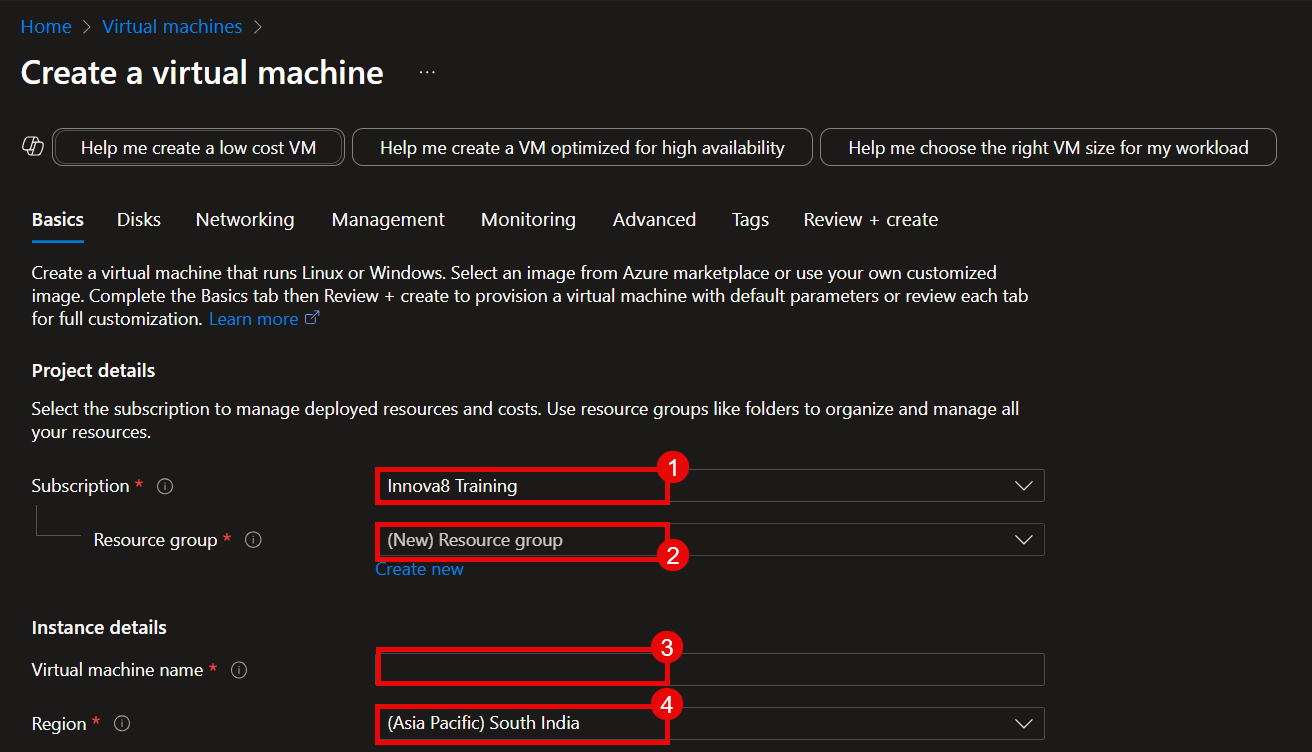 Home > Virtual machines >
Create a virtual machine ...
Help me create a low cost VM Help me create a VM optimized for high availability Help me choose the right VM size for my workload
Basics Disks Networking Management Monitoring Advanced Tags Review + create
Create a virtual machine that runs Linux or Windows. Select an image from Azure marketplace or use your own customized
image. Complete the Basics tab then Review + create to provision a virtual machine with default parameters or review each tab
for full customization. Learn more
Project details
Select the subscription to manage deployed resources and costs. Use resource groups like folders to organize and manage all
your resources.
Subscription * Innova8 Training 1
Resource group * (New) Resource group 2
Create new
Instance details
Virtual machine name * 3
Region * (Asia Pacific) South India 4